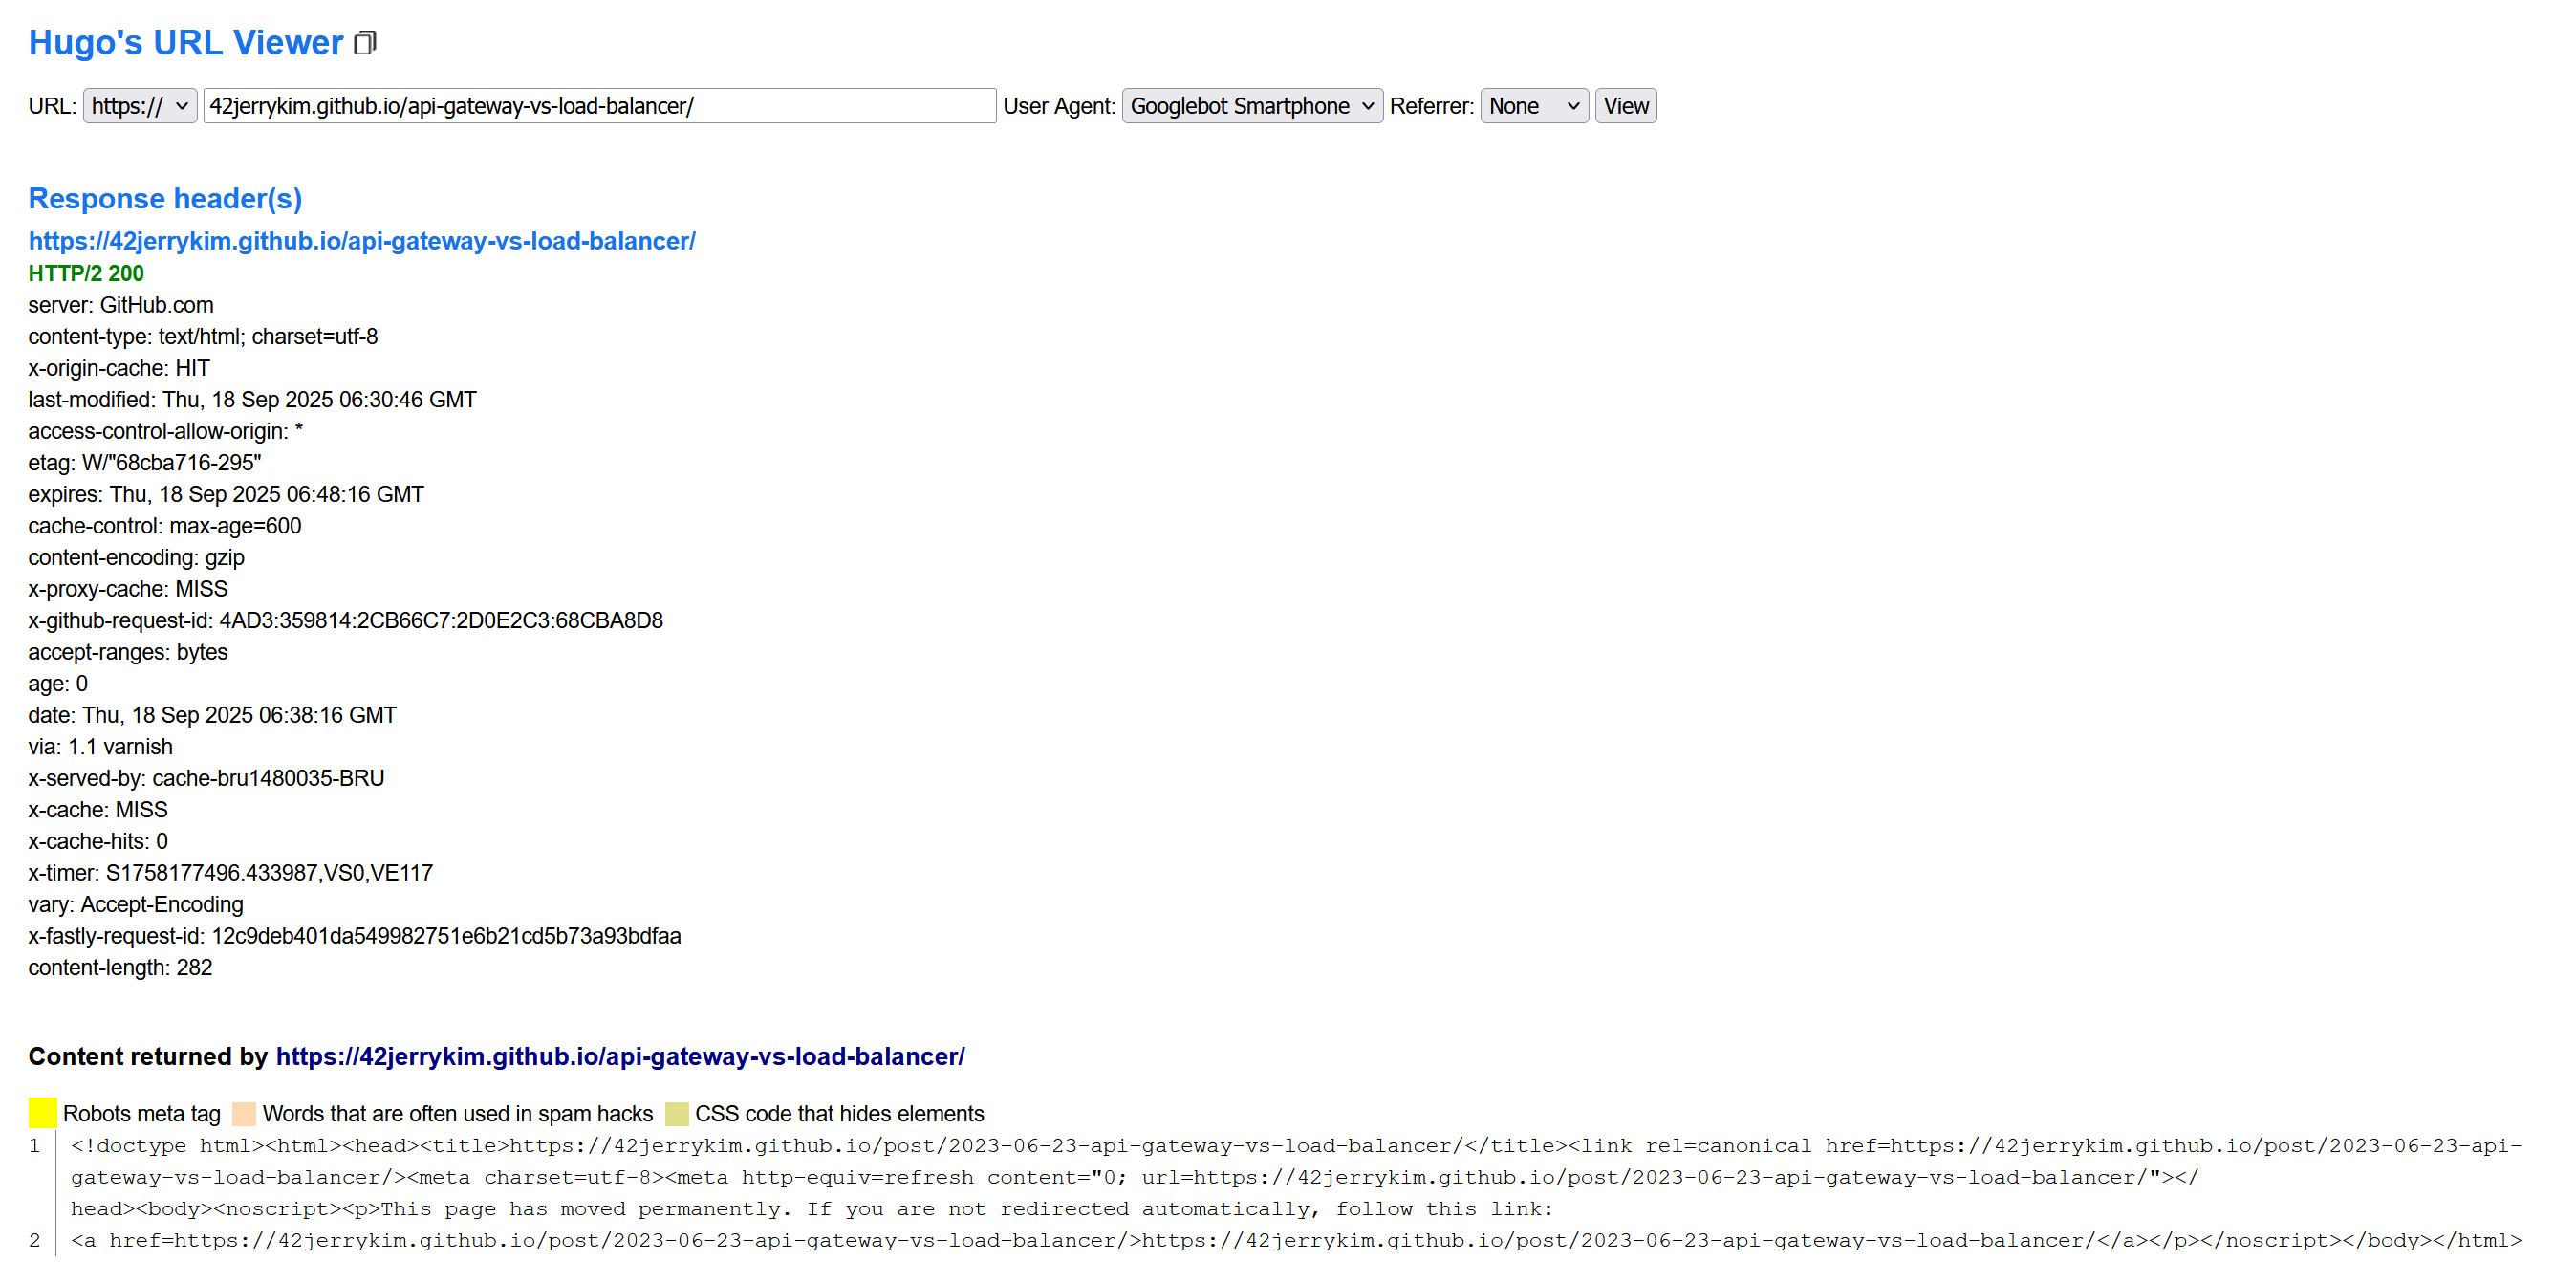 Hugo's URL Viewer
URL: https:// 42jerrykim.github.io/api-gateway-vs-load-balancer/ User Agent: Googlebot Smartphone Referrer: None View
Response header(s)
https://42jerrykim.github.io/api-gateway-vs-load-balancer/
HTTP/2 200
server: GitHub.com
content-type: text/html; charset=utf-8
x-origin-cache: HIT
last-modified: Thu, 18 Sep 2025 06:30:46 GMT
access-control-allow-origin: *
etag: W/"68cba716-295"
expires: Thu, 18 Sep 2025 06:48:16 GMT
cache-control: max-age=600
content-encoding: gzip
x-proxy-cache: MISS
x-github-request-id: 4AD3:359814:2CB66C7:2D0E2C3:68CBA8D8
accept-ranges: bytes
age: 0
date: Thu, 18 Sep 2025 06:38:16 GMT
via: 1.1 varnish
x-served-by: cache-bru1480035-BRU
x-cache: MISS
x-cache-hits: 0
x-timer: S1758177496.433987,VS0,VE117
vary: Accept-Encoding
x-fastly-request-id: 12c9deb401da549982751e6b21cd5b73a93bdfaa
content-length: 282
Content returned by https://42jerrykim.github.io/api-gateway-vs-load-balancer/
Robots meta tag Words that are often used in spam hacks CSS code that hides elements
1 <!doctype html><html><head><title>https://42jerrykim.github.io/post/2023-06-23-api-gateway-vs-load-balancer/</title><link rel=canonical href=https://42jerrykim.github.io/post/2023-06-23-api-
gateway-vs-load-balancer/><meta charset=utf-8><meta http-equiv=refresh content="0; url=https://42jerrykim.github.io/post/2023-06-23-api-gateway-vs-load-balancer/"></
head><body><noscript><p>This page has moved permanently. If you are not redirected automatically, follow this link:
2 <a href=https://42jerrykim.github.io/post/2023-06-23-api-gateway-vs-load-balancer/>https://42jerrykim.github.io/post/2023-06-23-api-gateway-vs-load-balancer/</a></p></noscript></body></html>